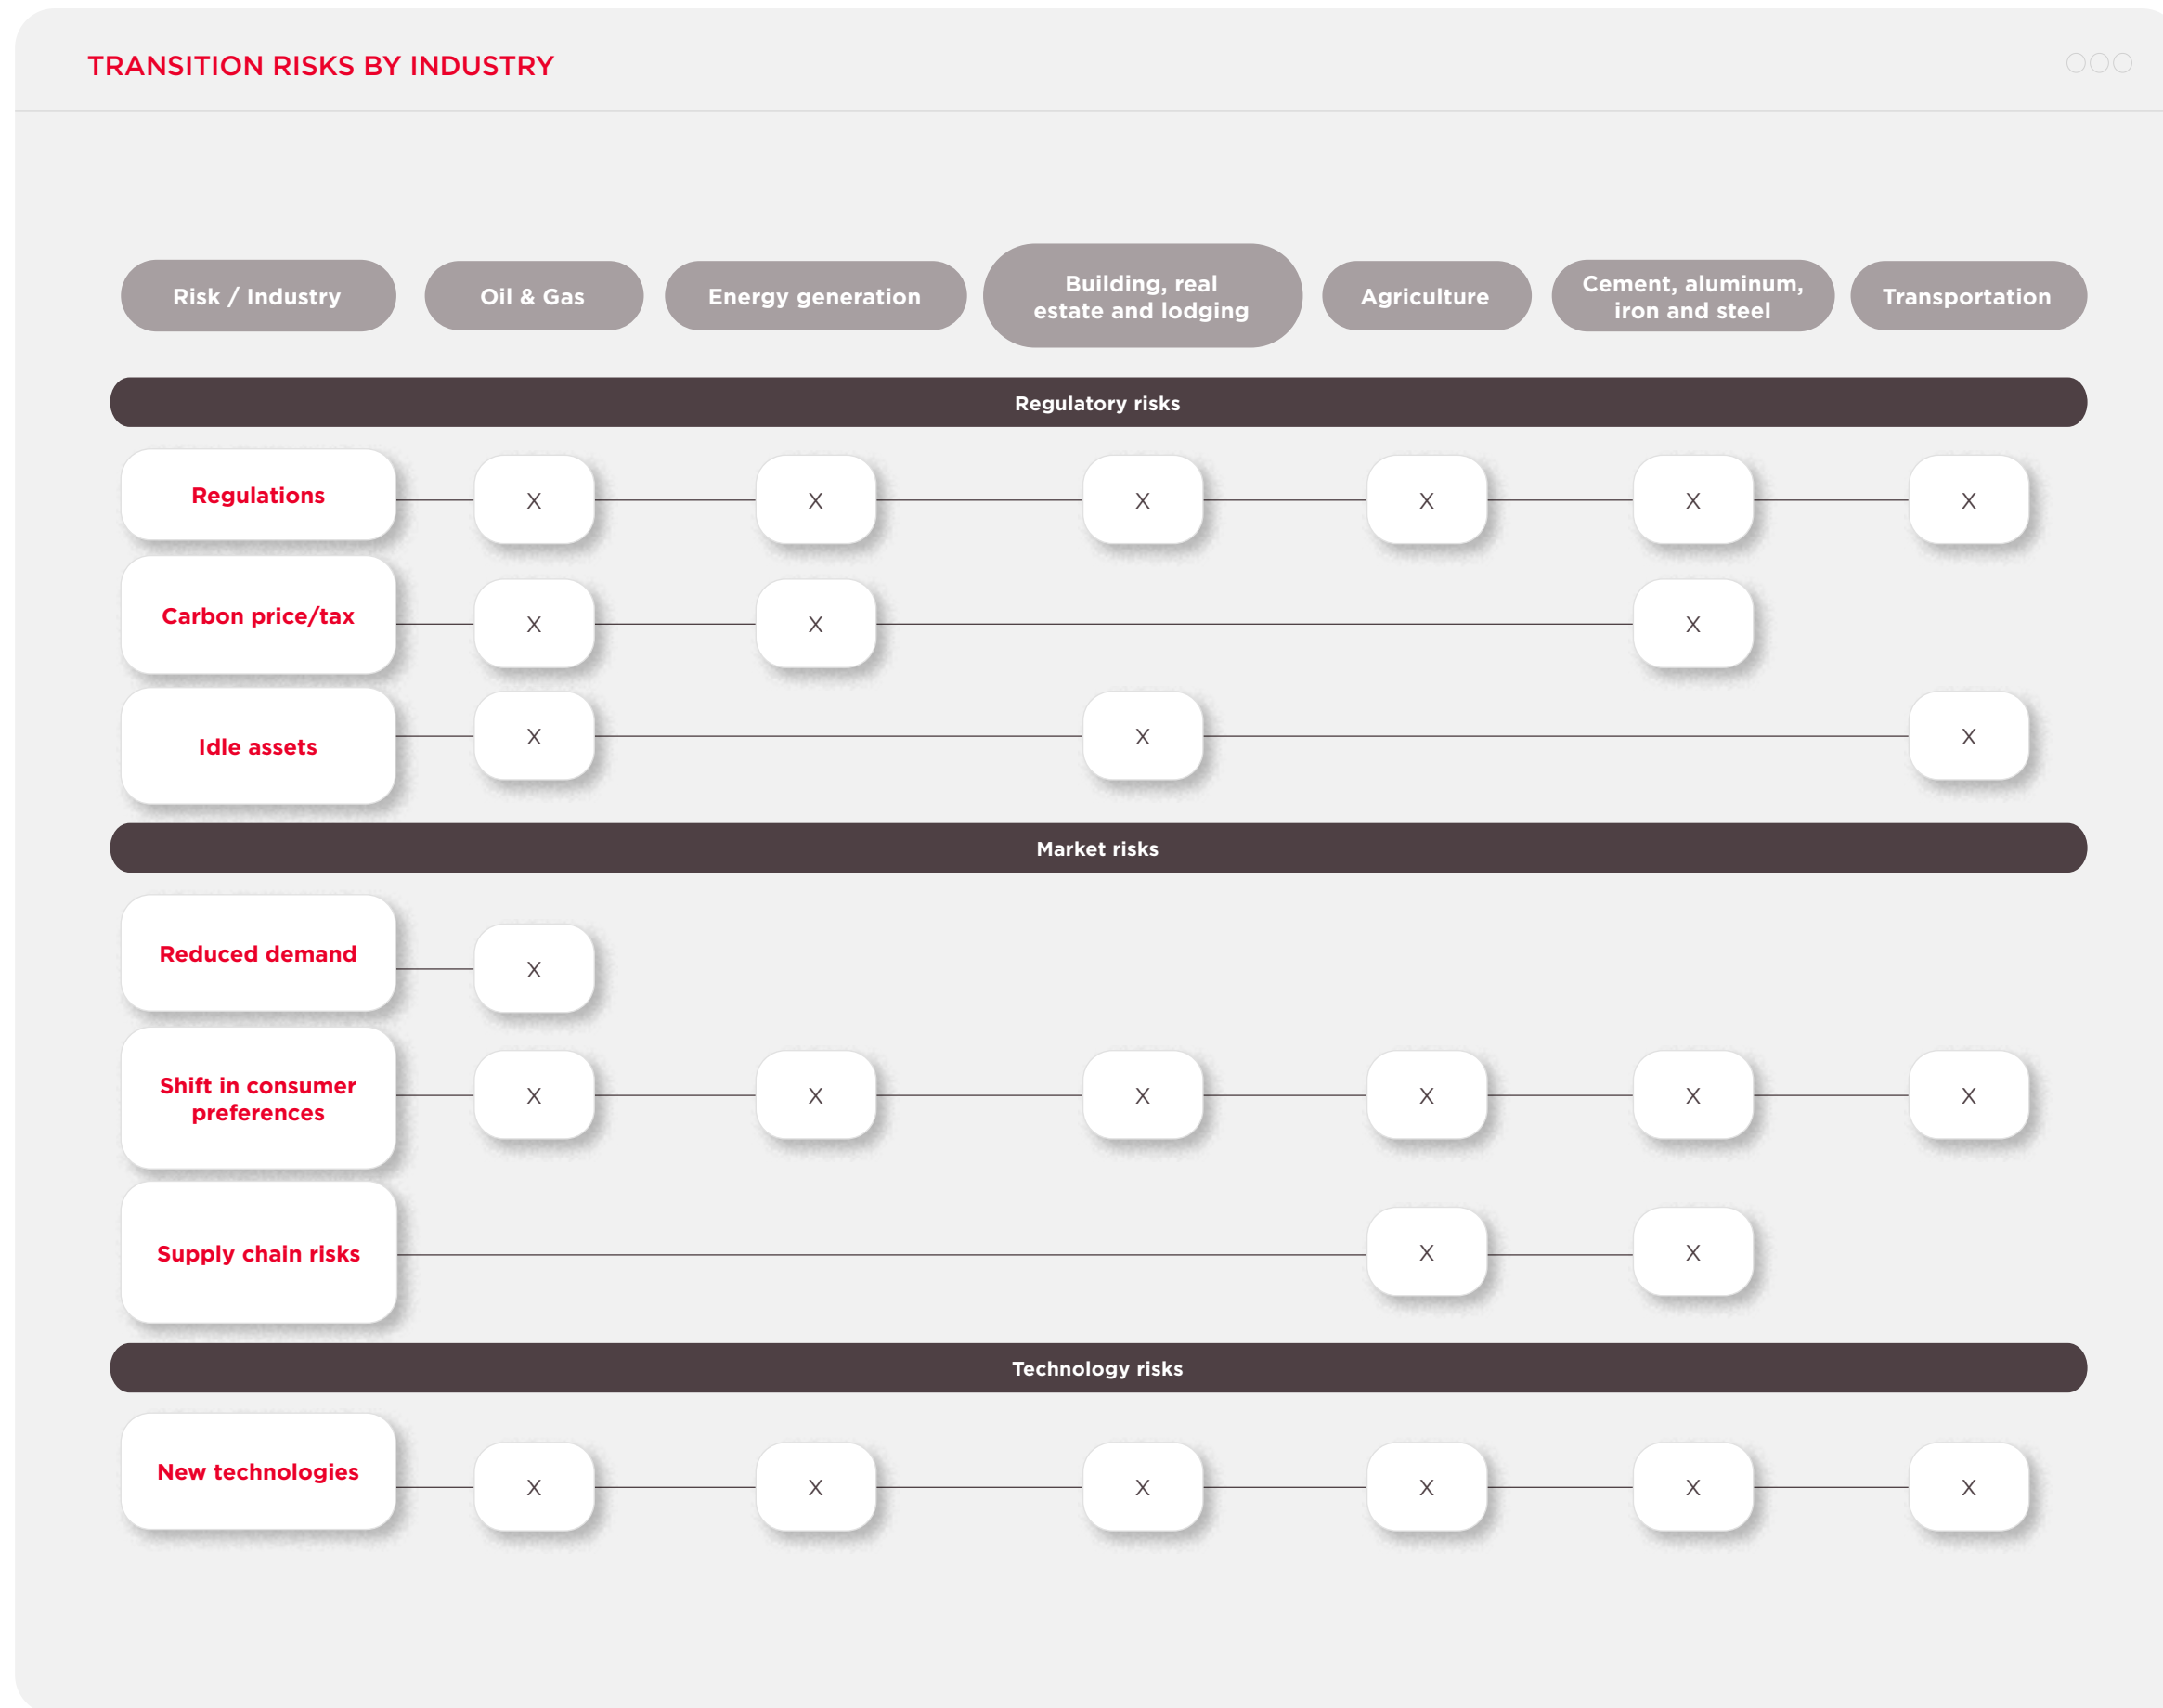 TRANSITION RISKS BY INDUSTRY
Risk / Industry
Oil & Gas
Energy generation
Building, real
estate and lodging
Agriculture
Cement, aluminum,
iron and steel
Transportation
Regulatory risks
Regulations X X X X X X
Carbon price/tax X X X
Idle assets X X X
Market risks
Reduced demand X
Shift in consumer
preferences X X X X X X
Supply chain risks X X
Technology risks
New technologies X X X X X X